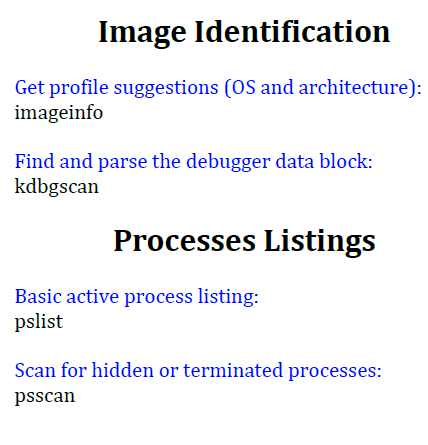 Image Identification
Get profile suggestions (OS and architecture):
imageinfo
Find and parse the debugger data block:
kdbgscan
Processes Listings
Basic active process listing:
pslist
Scan for hidden or terminated processes:
psscan